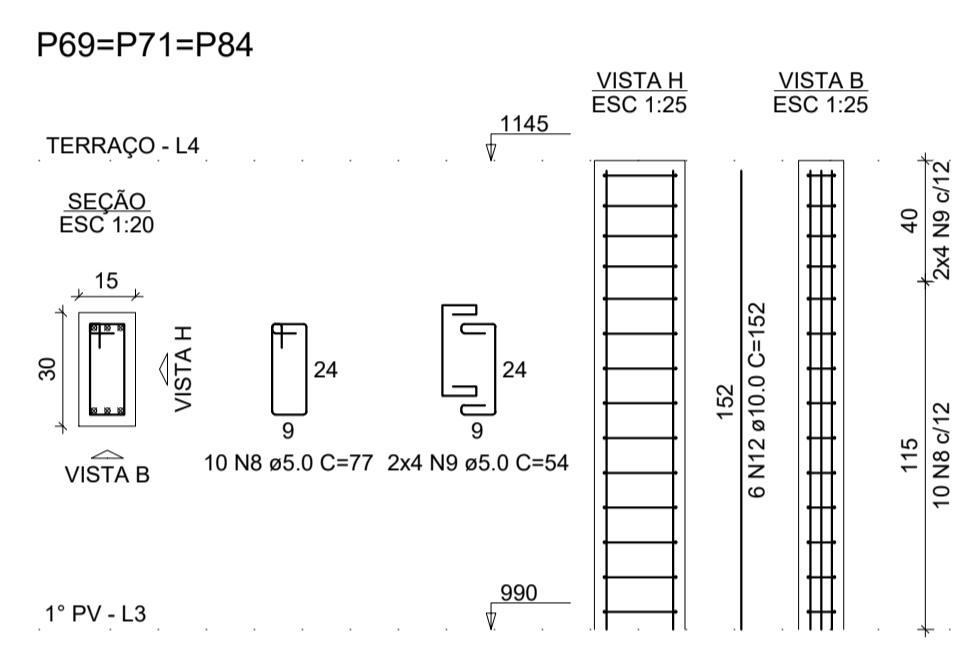 P69=P71=P84
VISTA H
ESC 1:25
VISTA B
ESC 1:25
1145
TERRAÇO - L4
SEÇÃO
ESC 1:20
15
30
VISTA H
VISTA B
24
9
10 N8 ø5.0 C=77
24
9
2x4 N9 ø5.0 C=54
152
6 N12 ø10.0 C=152
40
2x4 N9 c/12
115
10 N8 c/12
990
1° PV - L3